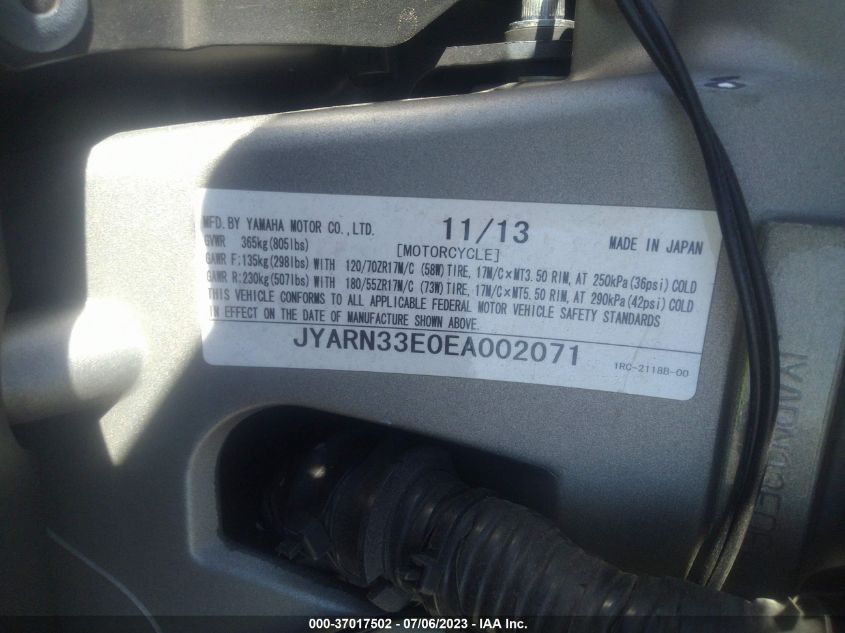 MFD. BY YAMAHA MOTOR CO., LTD. 11/13 MADE IN JAPAN
GVWR 365kg(805lbs) [MOTORCYCLE]
GAWR F:135kg(298lbs) WITH 120/70ZR17M/C (58W) TIRE, 17M/C×MT3.50 RIM, AT 250kPa(36psi) COLD
GAWR R:230kg(507lbs) WITH 180/55ZR17M/C (73W) TIRE, 17M/C×MT5.50 RIM, AT 290kPa(42psi) COLD
THIS VEHICLE CONFORMS TO ALL APPLICABLE FEDERAL MOTOR VEHICLE SAFETY STANDARDS
IN EFFECT ON THE DATE OF MANUFACTURE SHOWN ABOVE.
JYARN33E0EA002071 1RC-2118B-00
000-37017502 - 07/06/2023 - IAA Inc.